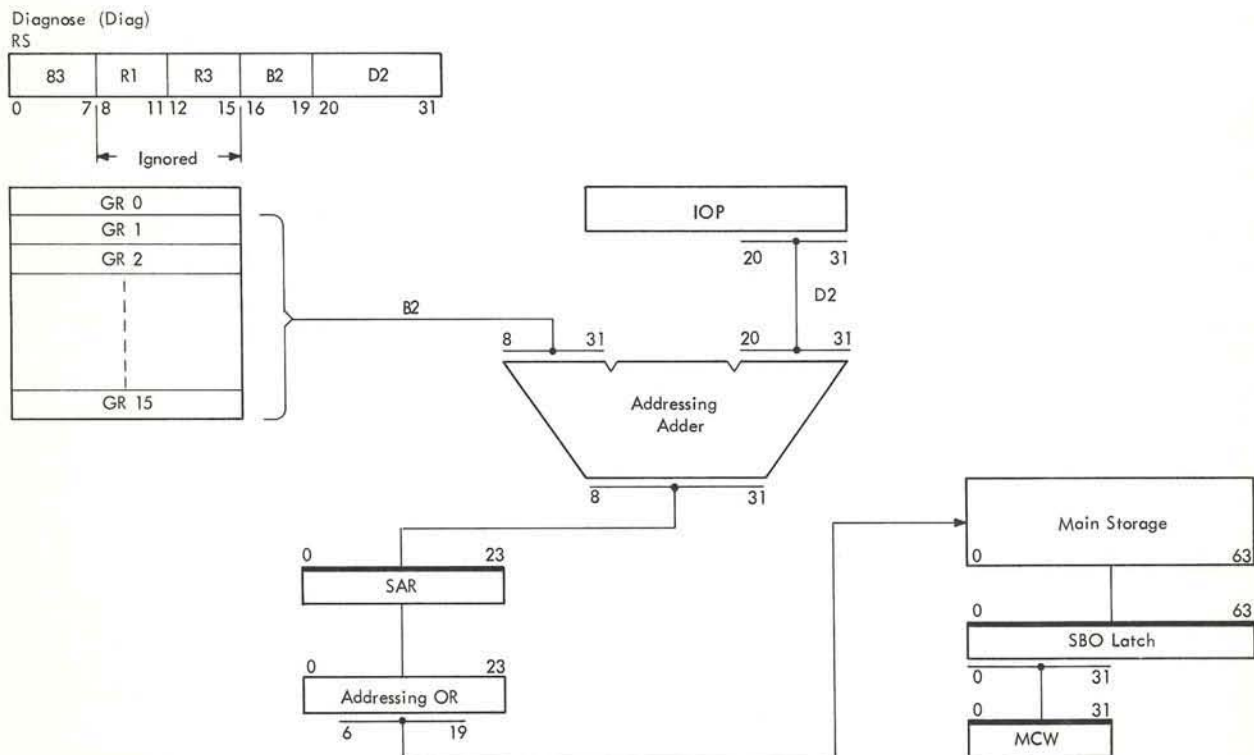 Diagnose (Diag)
RS
83 R1 R3 B2 D2
0 7 8 11 12 15 16 19 20 31
Ignored
GR 0
GR 1
GR 2
GR 15
B2
IOP
20 31
D2
8 31 20 31
Addressing
Adder
8 31
0 23
SAR
0 23
Addressing OR
6 19
Main Storage
0 63
0 63
SBO Latch
0 31
0 31
MCW